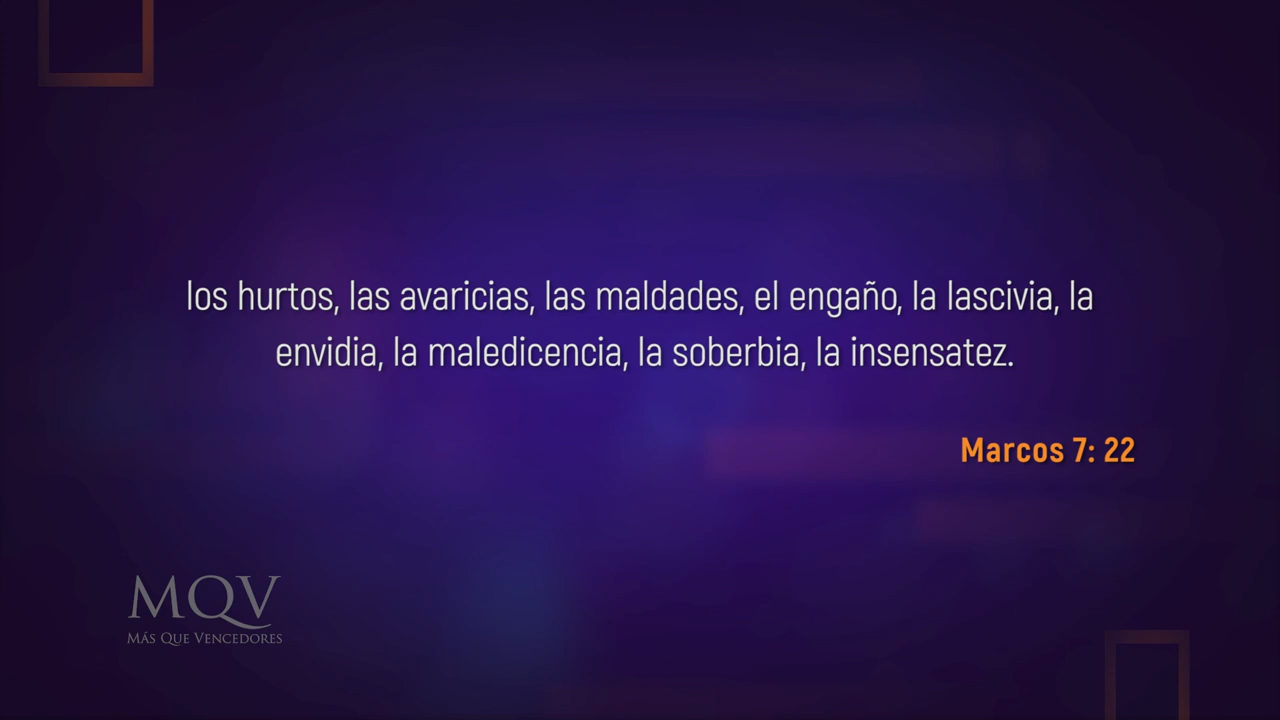 los hurtos, las avaricias, las maldades, el engaño, la lascivia, la
envidia, la maledicencia, la soberbia, la insensatez.
Marcos 7: 22
MQV
MÁS QUE VENCEDORES